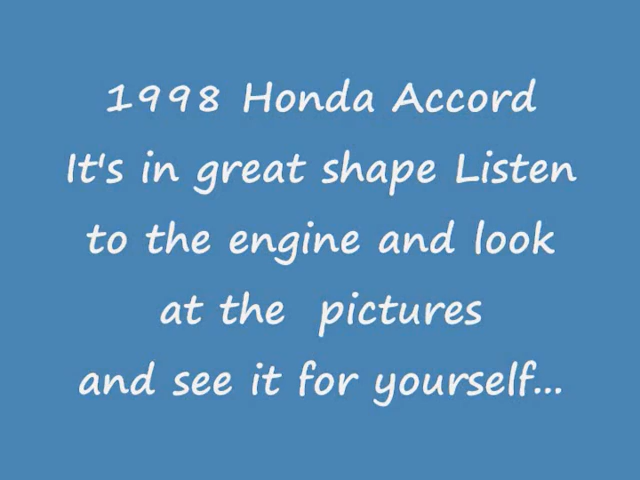 1998 Honda Accord
It's in great shape Listen
to the engine and look
at the  pictures
and see it for yourself...